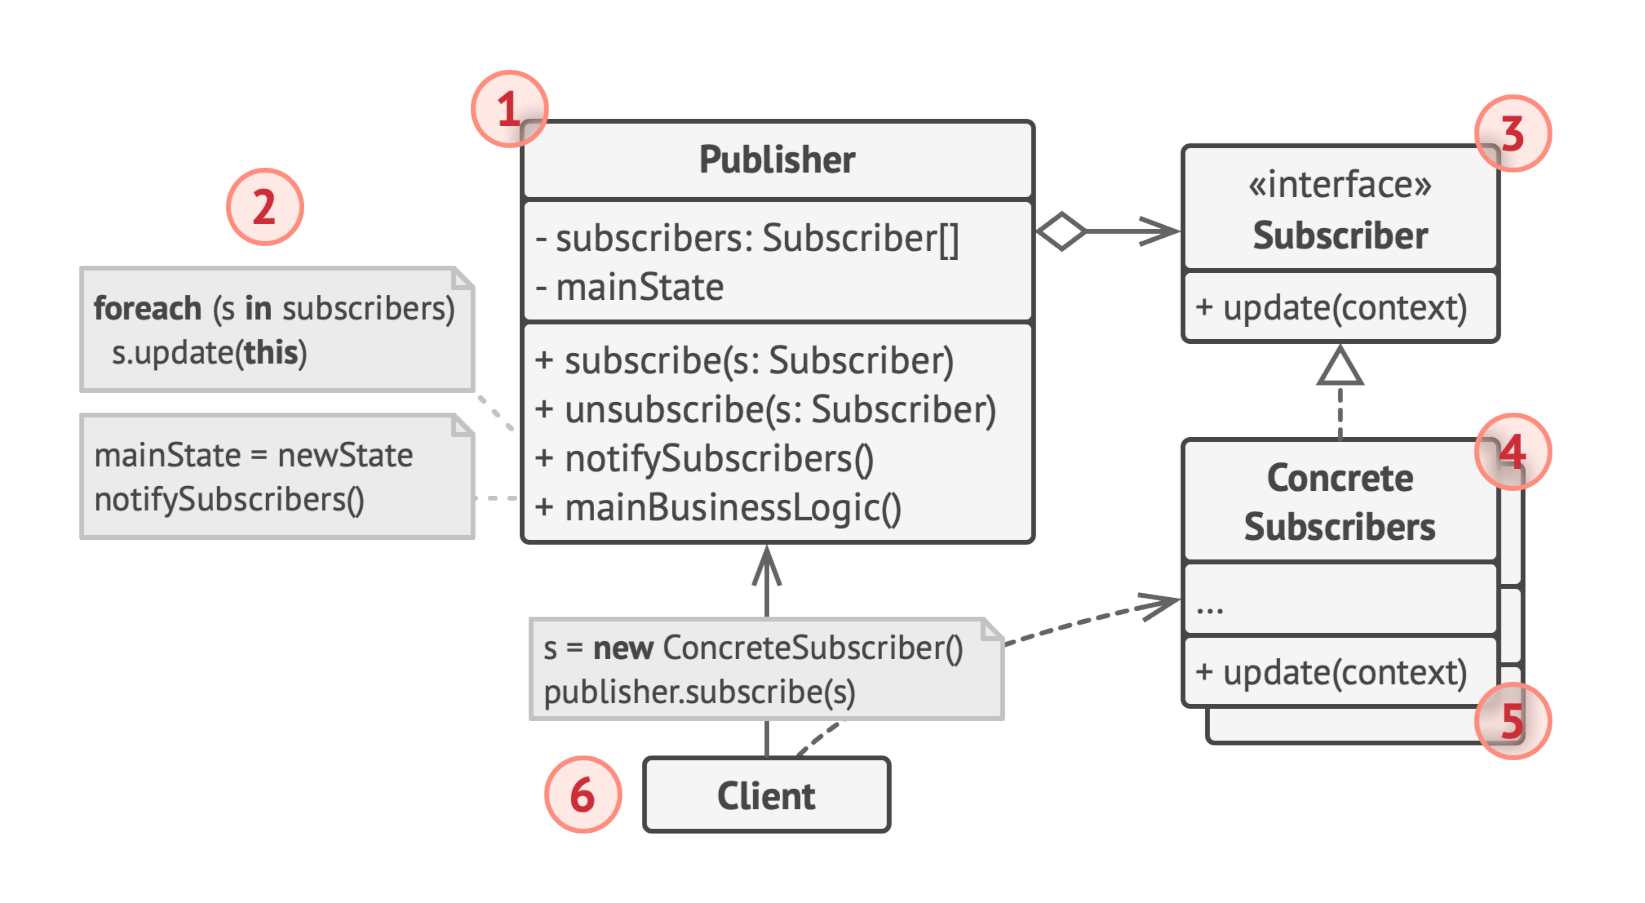 1
Publisher
- subscribers: Subscriber[]
- mainState
+ subscribe(s: Subscriber)
+ unsubscribe(s: Subscriber)
+ notifySubscribers()
+ mainBusinessLogic()
2
foreach (s in subscribers)
s.update(this)
mainState = newState
notifySubscribers()
3
«interface»
Subscriber
+ update(context)
4
Concrete
Subscribers
...
+ update(context)
5
s = new ConcreteSubscriber()
publisher.subscribe(s)
6
Client